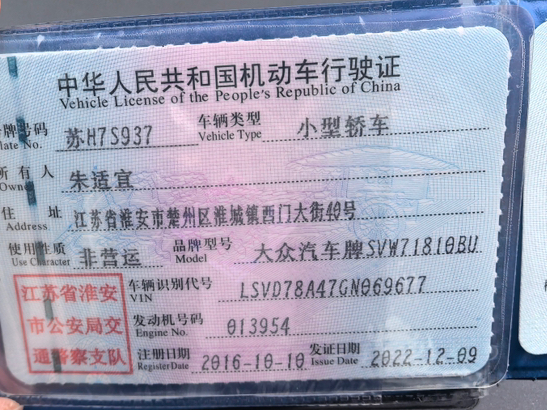 中华人民共和国机动车行驶证
Vehicle License of the People's Republic of China
牌号码 苏H7S937 车辆类型 小型轿车
late No. Vehicle Type
所有人 朱适宜
Owner
住 址 江苏省淮安市楚州区淮城镇西门大街40号
Address
使用性质 非营运 品牌型号 大众汽车牌SVW71810BU
Use Character Model
江苏省淮安 车辆识别代号 LSVD78A47GN069677
VIN
市公安局交 发动机号码 013954
Engine No.
通警察支队 注册日期 2016-10-10 发证日期 2022-12-09
Register Date Issue Date